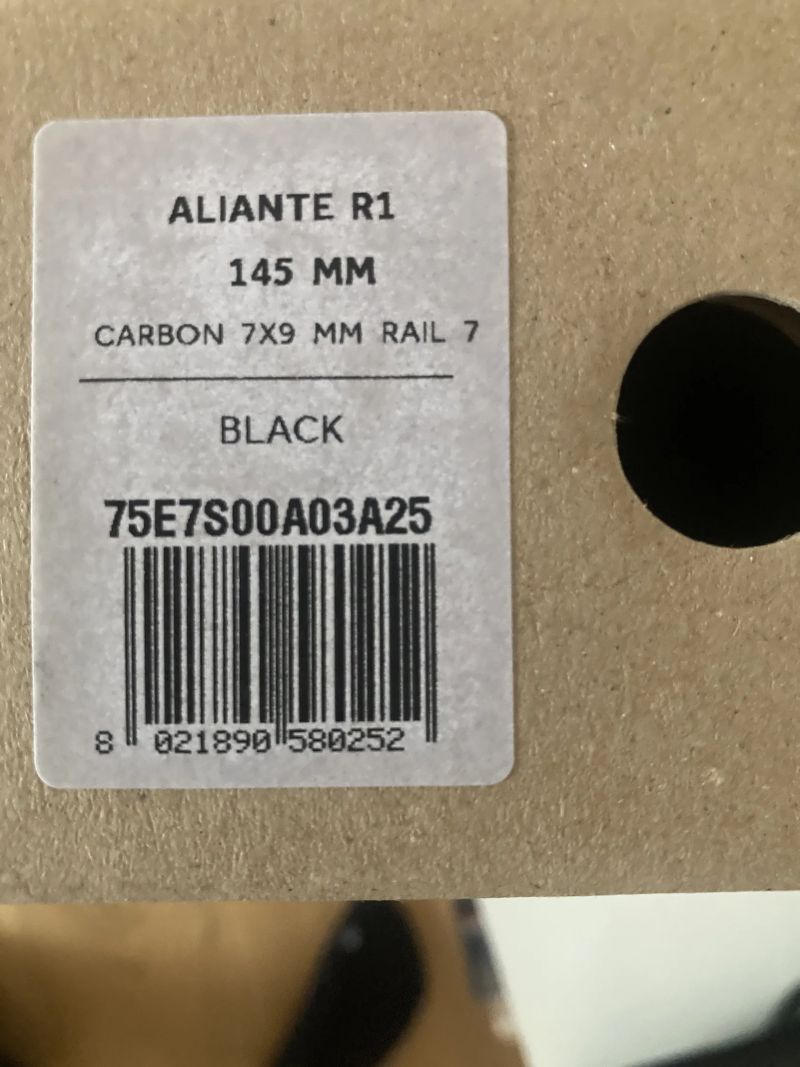 ALIANTE R1
145 MM
CARBON 7X9 MM RAIL 7
BLACK
75E7S00A03A25
8 021890 580252